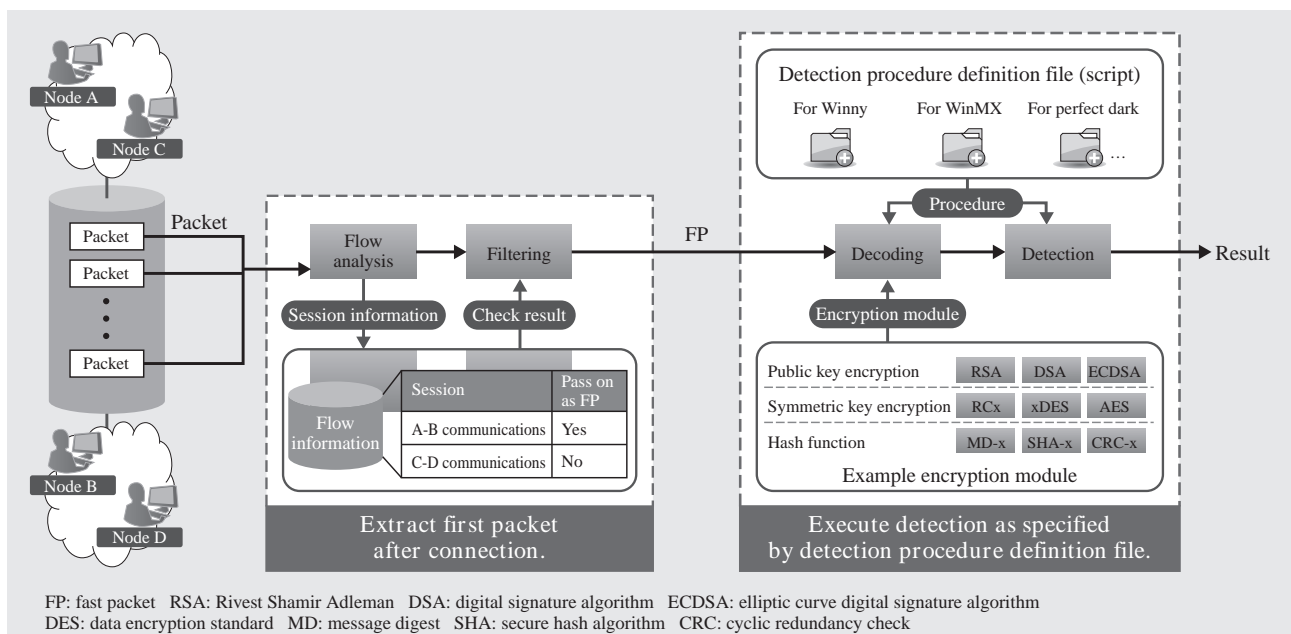 Node A
Node C
Packet
Packet
Packet
Packet
Node B
Node D
Flow
analysis
Filtering
Session information
Check result
Flow
information
Session
Pass on
as FP
A-B communications
Yes
C-D communications
No
Extract first packet
after connection.
FP
Detection procedure definition file (script)
For Winny
For WinMX
For perfect dark
...
Procedure
Decoding
Detection
Result
Encryption module
Public key encryption
RSA
DSA
ECDSA
Symmetric key encryption
RCx
xDES
AES
Hash function
MD-x
SHA-x
CRC-x
Example encryption module
Execute detection as specified
by detection procedure definition file.
FP: fast packet RSA: Rivest Shamir Adleman DSA: digital signature algorithm ECDSA: elliptic curve digital signature algorithm
DES: data encryption standard MD: message digest SHA: secure hash algorithm CRC: cyclic redundancy check